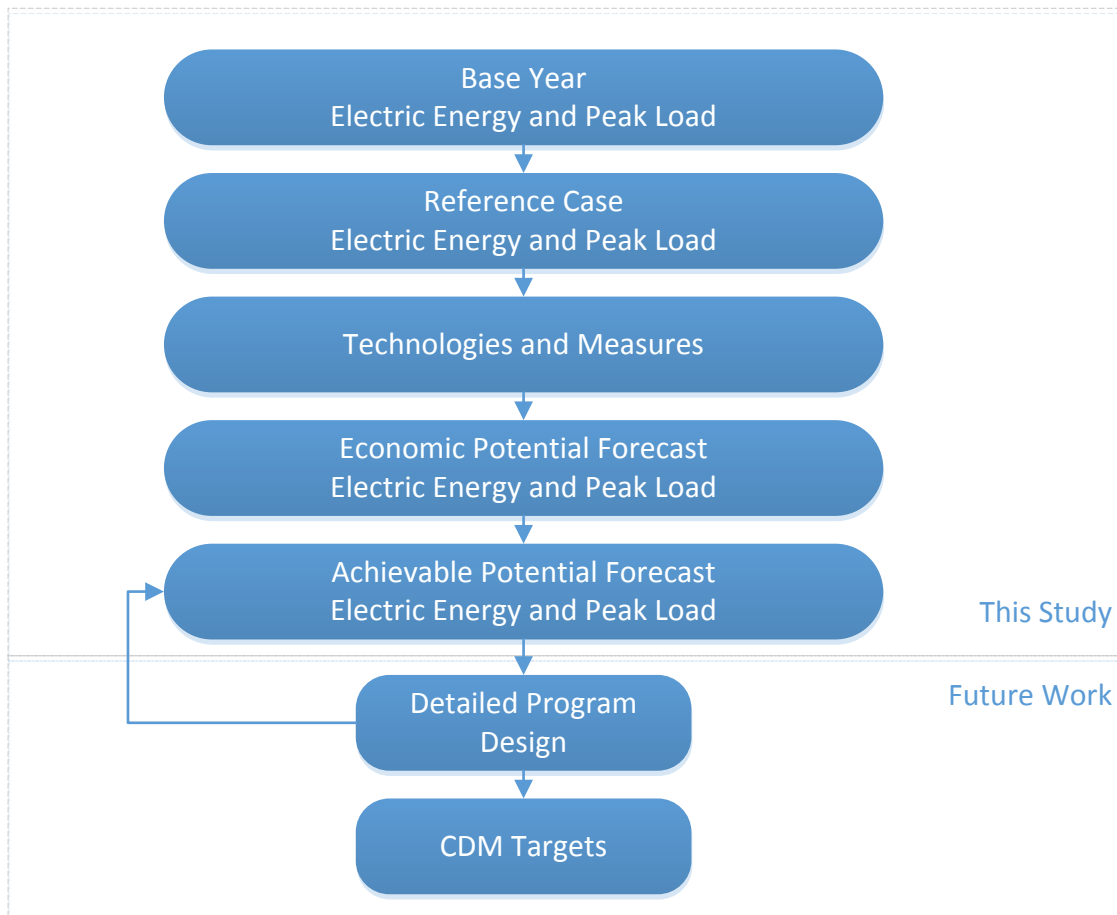 Base Year
Electric Energy and Peak Load
Reference Case
Electric Energy and Peak Load
Technologies and Measures
Economic Potential Forecast
Electric Energy and Peak Load
Achievable Potential Forecast
Electric Energy and Peak Load
This Study
Future Work
Detailed Program
Design
CDM Targets